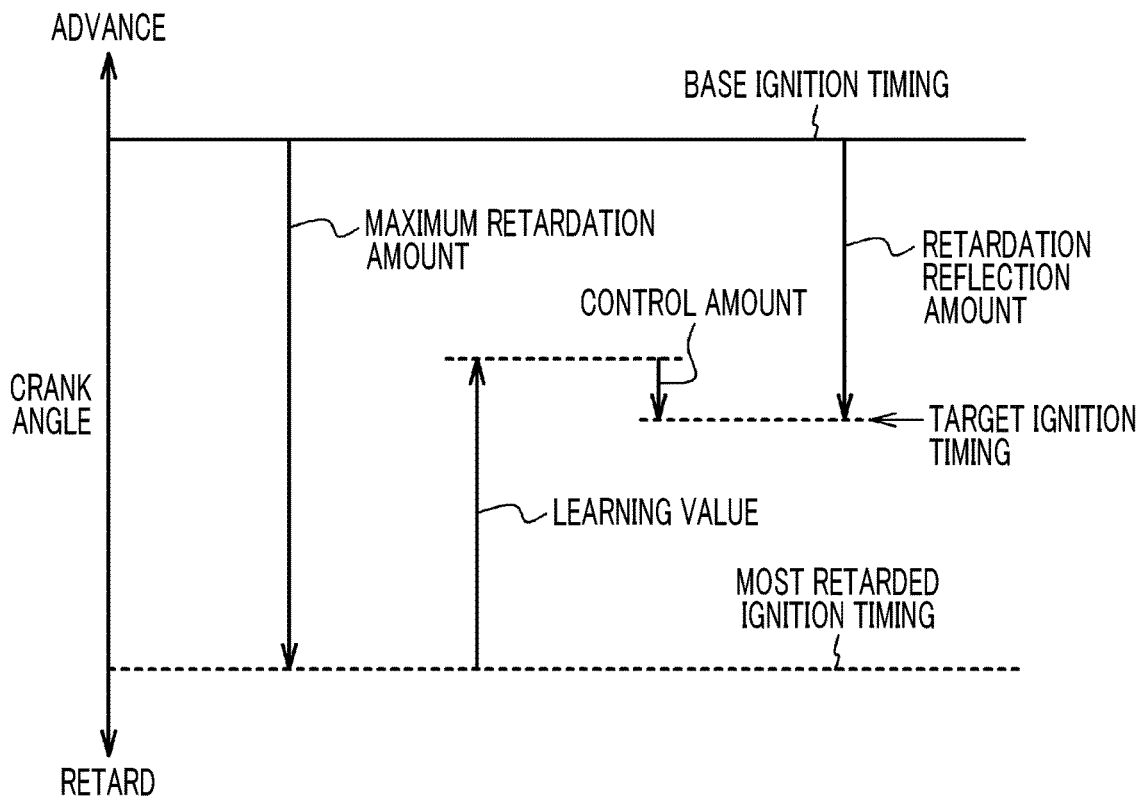 ADVANCE
BASE IGNITION TIMING
MAXIMUM RETARDATION
AMOUNT
RETARDATION
REFLECTION
AMOUNT
CONTROL AMOUNT
CRANK
ANGLE
TARGET IGNITION
TIMING
LEARNING VALUE
MOST RETARDED
IGNITION TIMING
RETARD